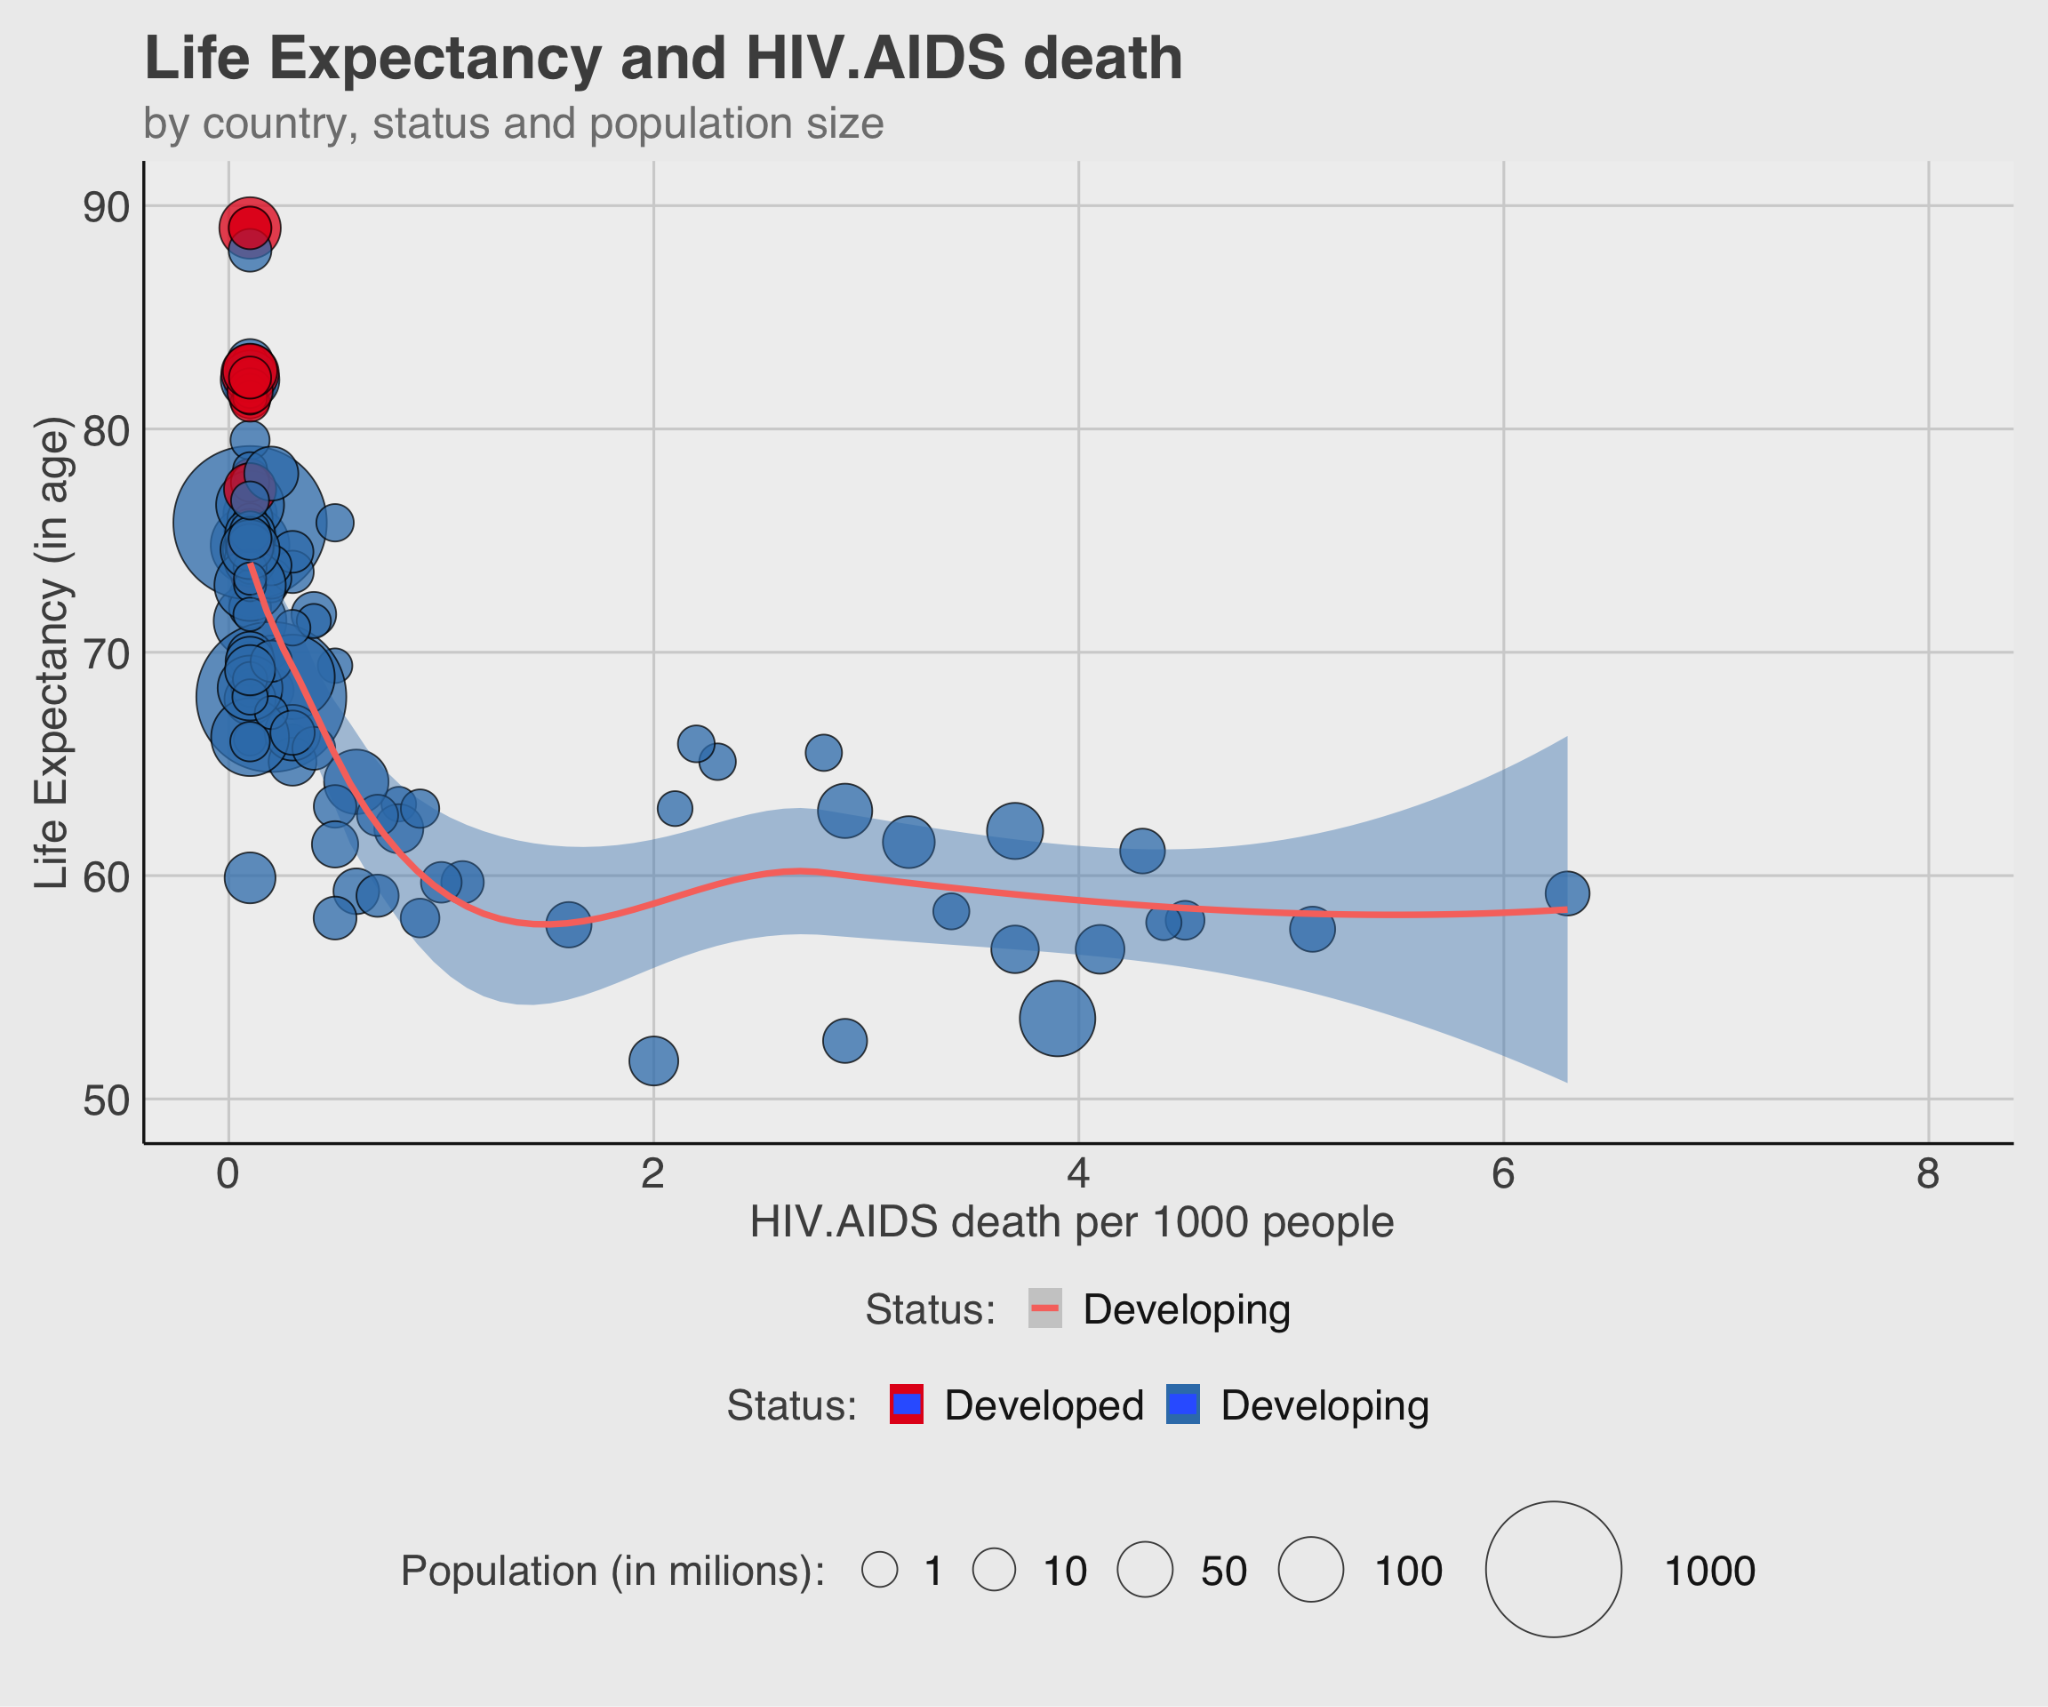 Life Expectancy and HIV.AIDS death
by country, status and population size
Life Expectancy (in age)
90
80
70
60
50
0 2 4 6 8
HIV.AIDS death per 1000 people
Status: Developing
Status: Developed Developing
Population (in milions): 1 10 50 100 1000